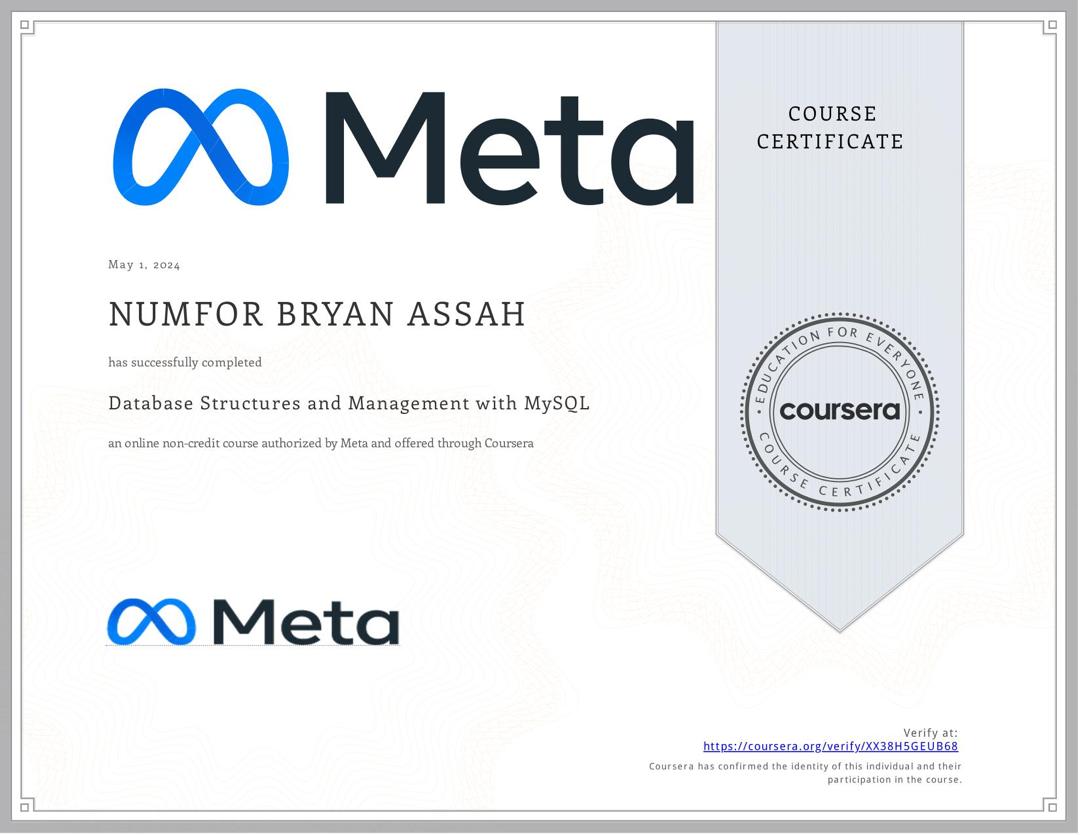 Meta
COURSE
CERTIFICATE
May 1, 2024
NUMFOR BRYAN ASSAH
has successfully completed
Database Structures and Management with MySQL
an online non-credit course authorized by Meta and offered through Coursera
EDUCATION FOR EVERYONE
coursera
COURSE CERTIFICATE
Meta
Verify at:
https://coursera.org/verify/XX38H5GEUB68
Coursera has confirmed the identity of this individual and their
participation in the course.